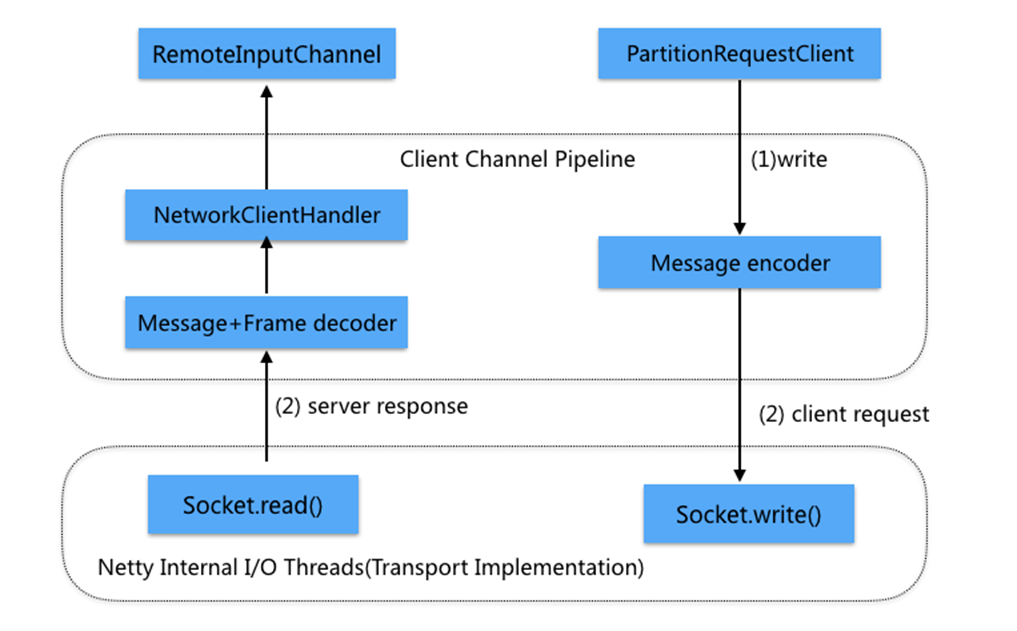 RemoteInputChannel
PartitionRequestClient
Client Channel Pipeline
(1)write
NetworkClientHandler
Message encoder
Message+Frame decoder
(2) server response
(2) client request
Socket.read()
Socket.write()
Netty Internal I/O Threads(Transport Implementation)